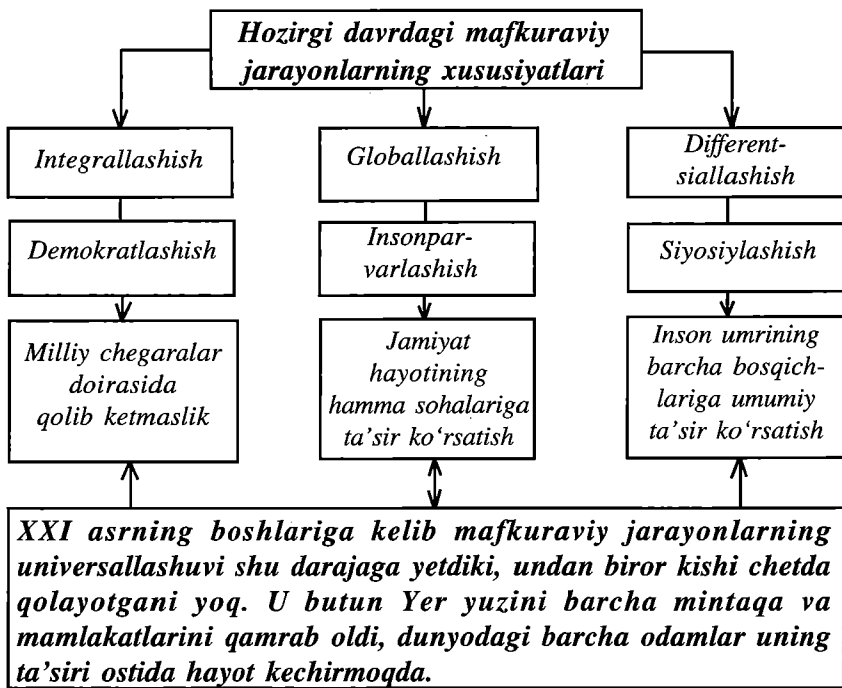 Hozirgi davrdagi mafkuraviy
jarayonlarning xususiyatlari
Integrallashish
Globallashish
Different-
siallashish
Demokratlashish
Insonpar-
varlashish
Siyosiylashish
Milliy chegaralar
doirasida
qolib ketmaslik
Jamiyat
hayotining
hamma sohalariga
ta'sir ko‘rsatish
Inson umrining
barcha bosqich-
lariga umumiy
ta'sir ko‘rsatish
XXI asrning boshlariga kelib mafkuraviy jarayonlarning
universallashuvi shu darajaga yetdiki, undan biror kishi chetda
qolayotgani yoq. U butun Yer yuzini barcha mintaqa va
mamlakatlarini qamrab oldi, dunyodagi barcha odamlar uning
ta'siri ostida hayot kechirmoqda.